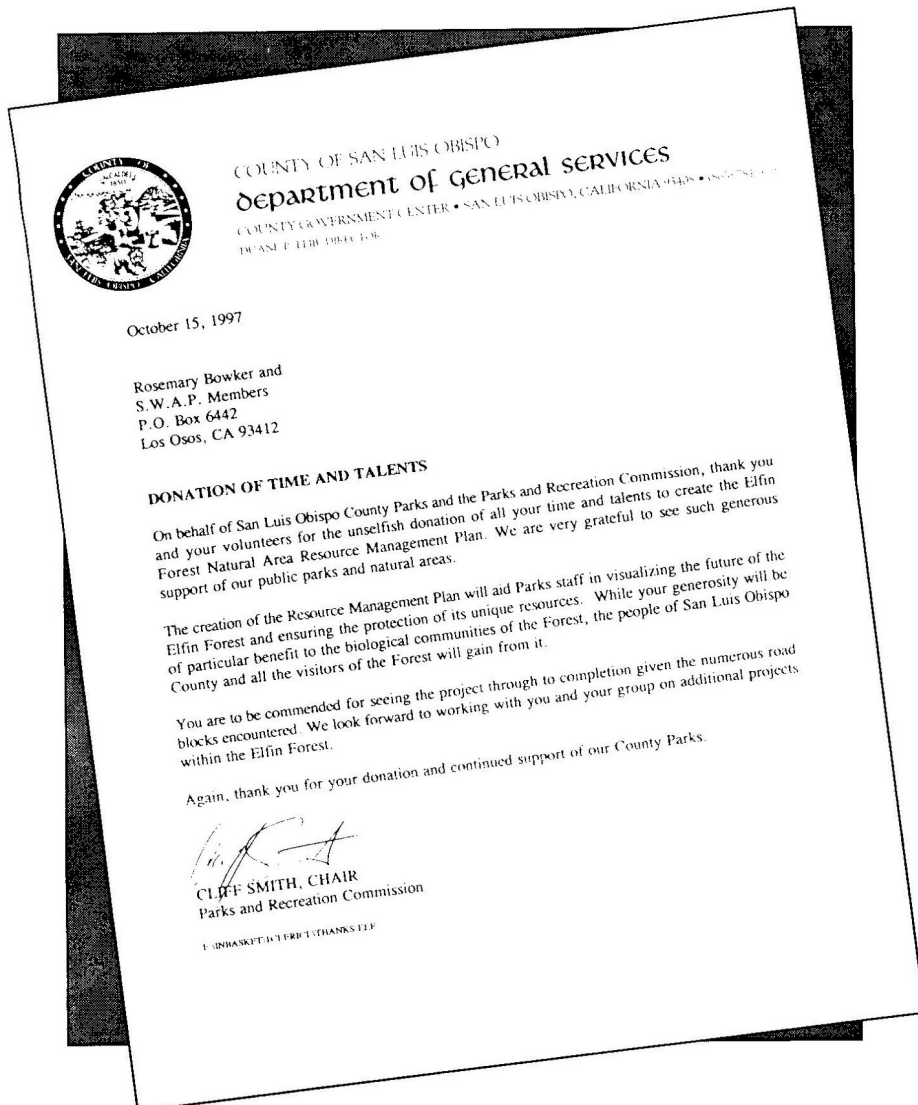 COUNTY OF SAN LUIS OBISPO
DEPARTMENT OF GENERAL SERVICES
COUNTY GOVERNMENT CENTER • SAN LUIS OBISPO, CALIFORNIA 93408 •
DUANE P. LEIB, DIRECTOR
COUNTY OF
SAN LUIS OBISPO CALIFORNIA
October 15, 1997
Rosemary Bowker and
S.W.A.P. Members
P.O. Box 6442
Los Osos, CA 93412
DONATION OF TIME AND TALENTS
On behalf of San Luis Obispo County Parks and the Parks and Recreation Commission, thank you
and your volunteers for the unselfish donation of all your time and talents to create the Elfin
Forest Natural Area Resource Management Plan. We are very grateful to see such generous
support of our public parks and natural areas.
The creation of the Resource Management Plan will aid Parks staff in visualizing the future of the
Elfin Forest and ensuring the protection of its unique resources. While your generosity will be
of particular benefit to the biological communities of the Forest, the people of San Luis Obispo
County and all the visitors of the Forest will gain from it.
You are to be commended for seeing the project through to completion given the numerous road
blocks encountered. We look forward to working with you and your group on additional projects
within the Elfin Forest.
Again, thank you for your donation and continued support of our County Parks.
CLIFF SMITH, CHAIR
Parks and Recreation Commission